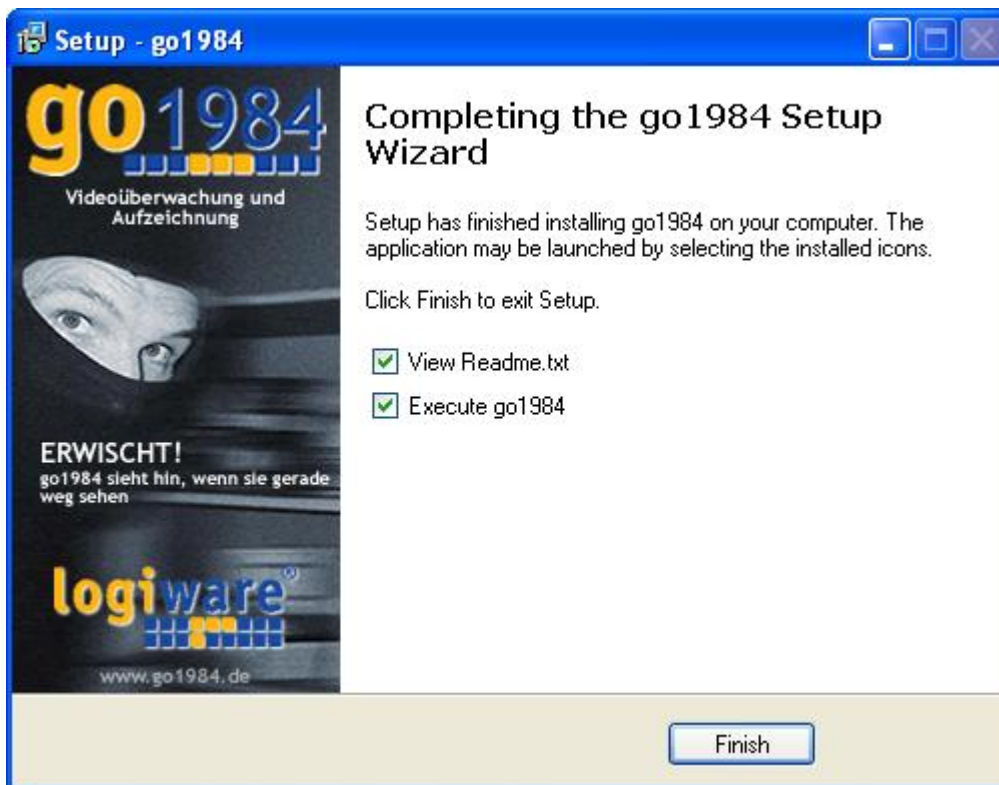 Setup - go1984
go1984
Videoüberwachung und
Aufzeichnung
ERWISCHT!
go1984 sieht hin, wenn sie gerade
weg sehen
logiware®
www.go1984.de
Completing the go1984 Setup
Wizard
Setup has finished installing go1984 on your computer. The
application may be launched by selecting the installed icons.
Click Finish to exit Setup.
View Readme.txt
Execute go1984
Finish